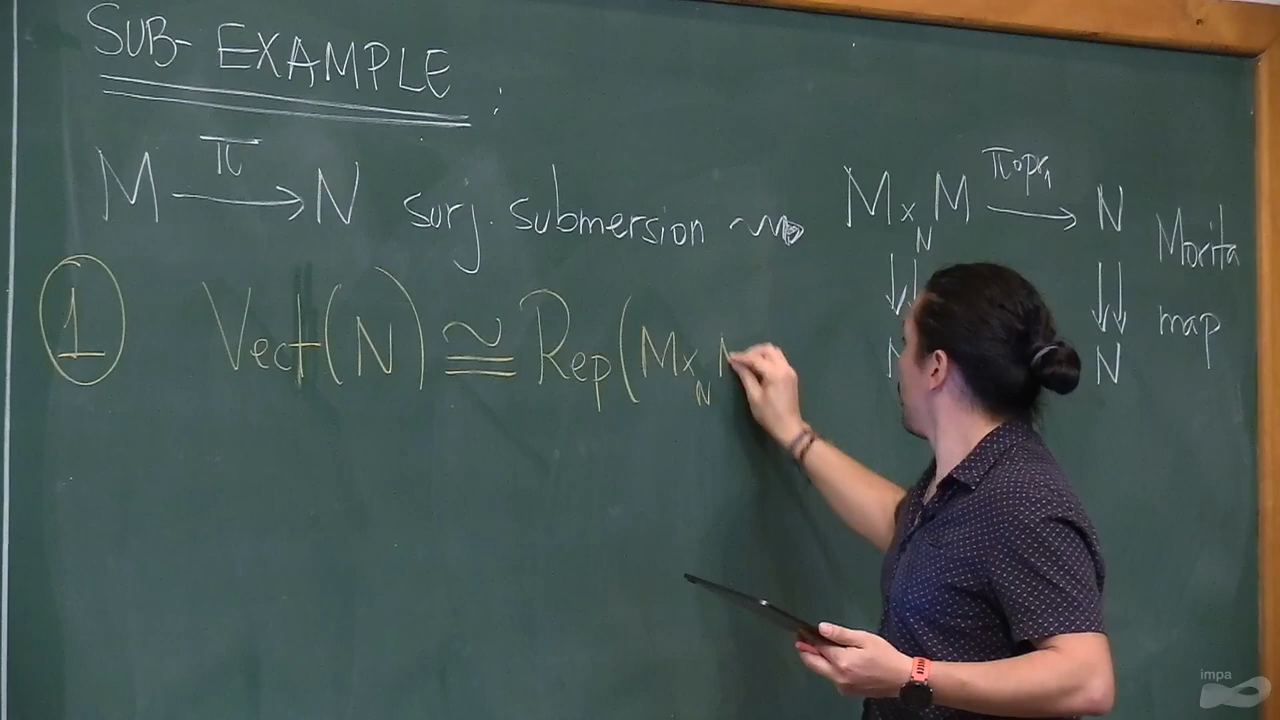 SUB-EXAMPLE :
M —π→ N surj. submersion ⇝ M ×_N M —π∘pr₁→ N Morita
⇊ ⇊ map
N
① Vect(N) ≅ Rep(M×_N
impa